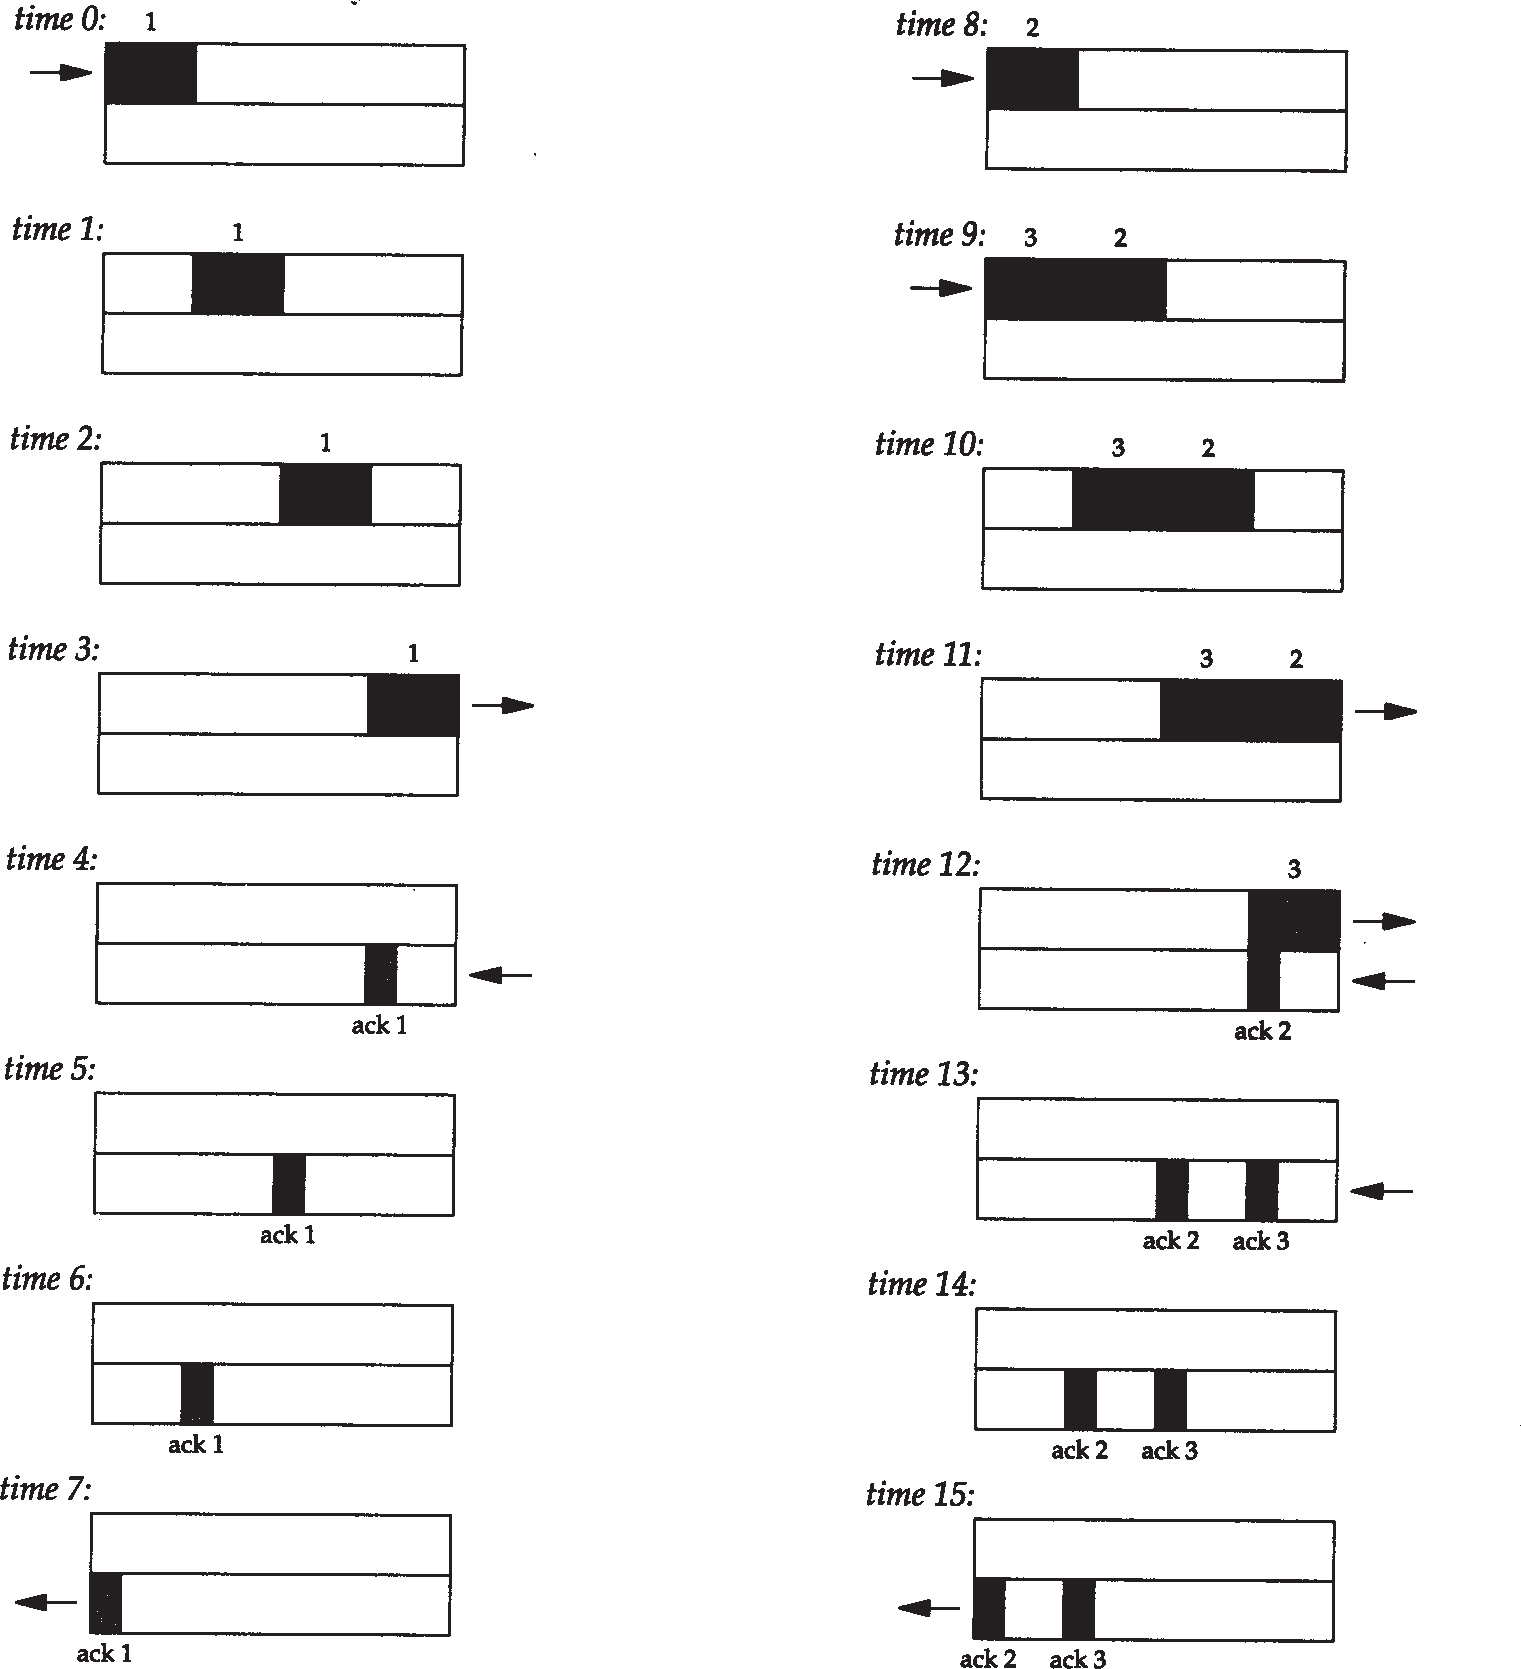 time 0: 1
time 1: 1
time 2: 1
time 3: 1
time 4:
ack 1
time 5:
ack 1
time 6:
ack 1
time 7:
ack 1
time 8: 2
time 9: 3 2
time 10: 3 2
time 11: 3 2
time 12: 3
ack 2
time 13:
ack 2 ack 3
time 14:
ack 2 ack 3
time 15:
ack 2 ack 3